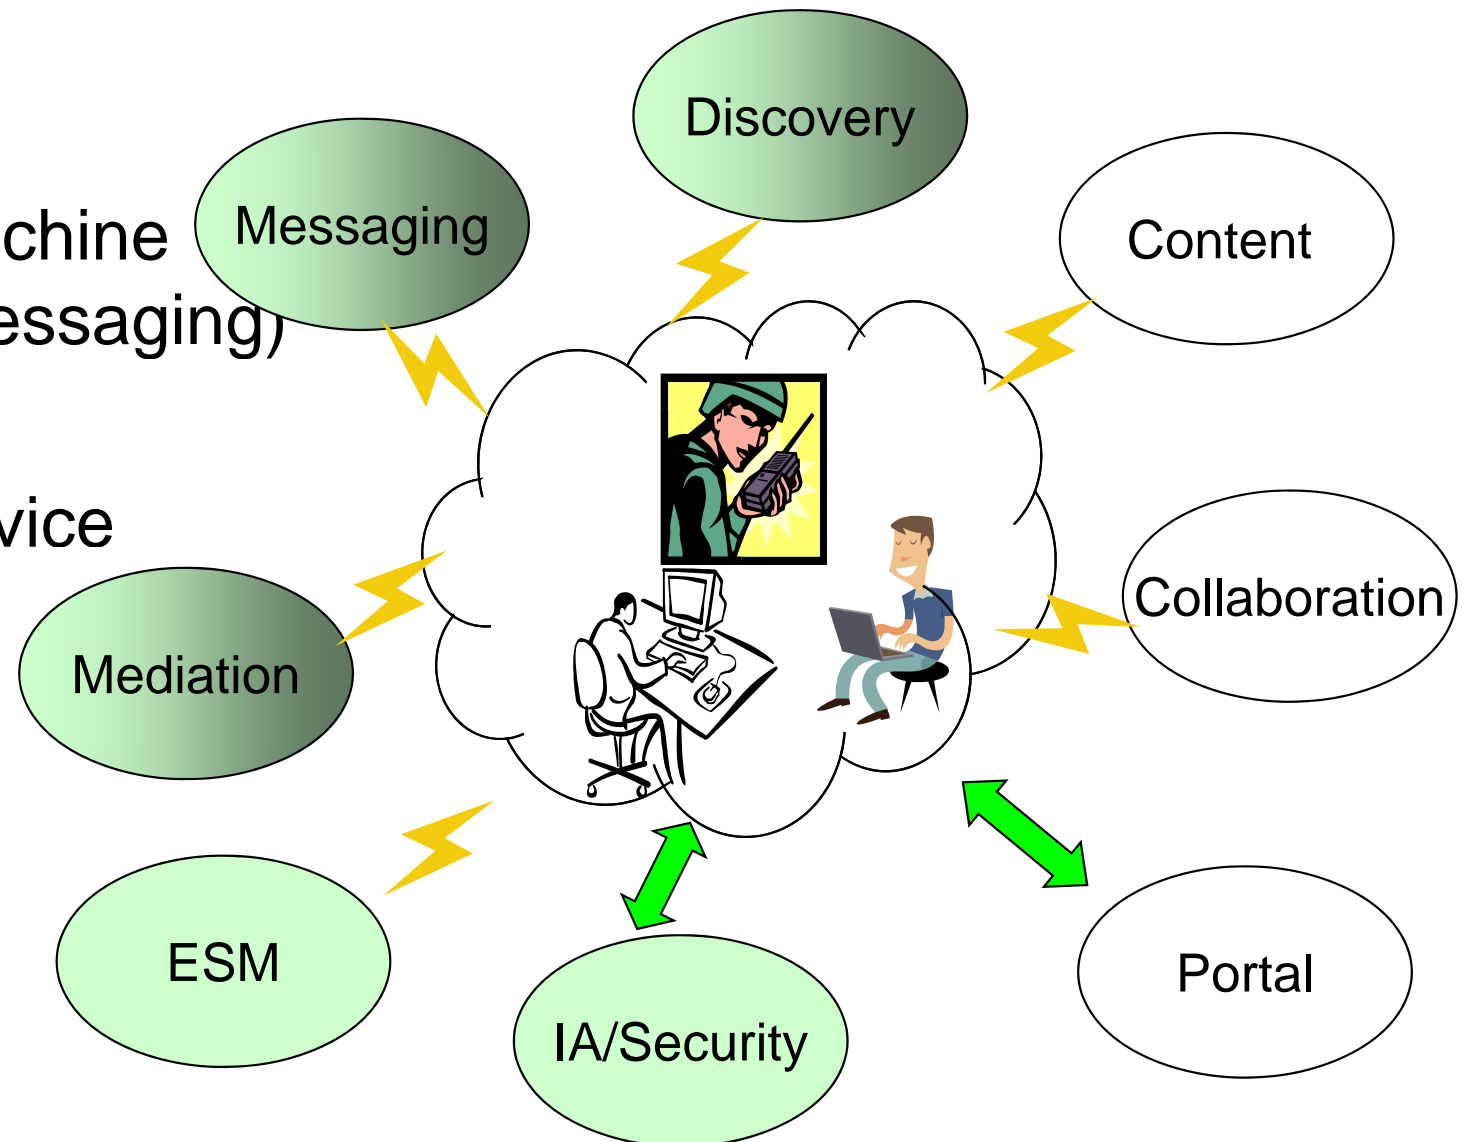 Discovery
Messaging
Content
chine
essaging)
vice
Collaboration
Mediation
ESM
Portal
IA/Security